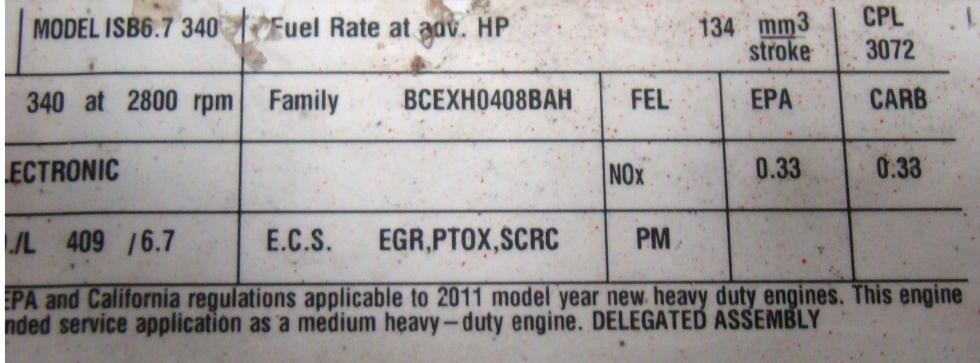 MODEL ISB6.7 340 Fuel Rate at adv. HP 134 mm3 CPL
stroke 3072
340 at 2800 rpm Family BCEXH0408BAH FEL EPA CARB
LECTRONIC NOx 0.33 0.33
./L 409 /6.7 E.C.S. EGR,PTOX,SCRC PM
EPA and California regulations applicable to 2011 model year new heavy duty engines. This engine
nded service application as a medium heavy–duty engine. DELEGATED ASSEMBLY